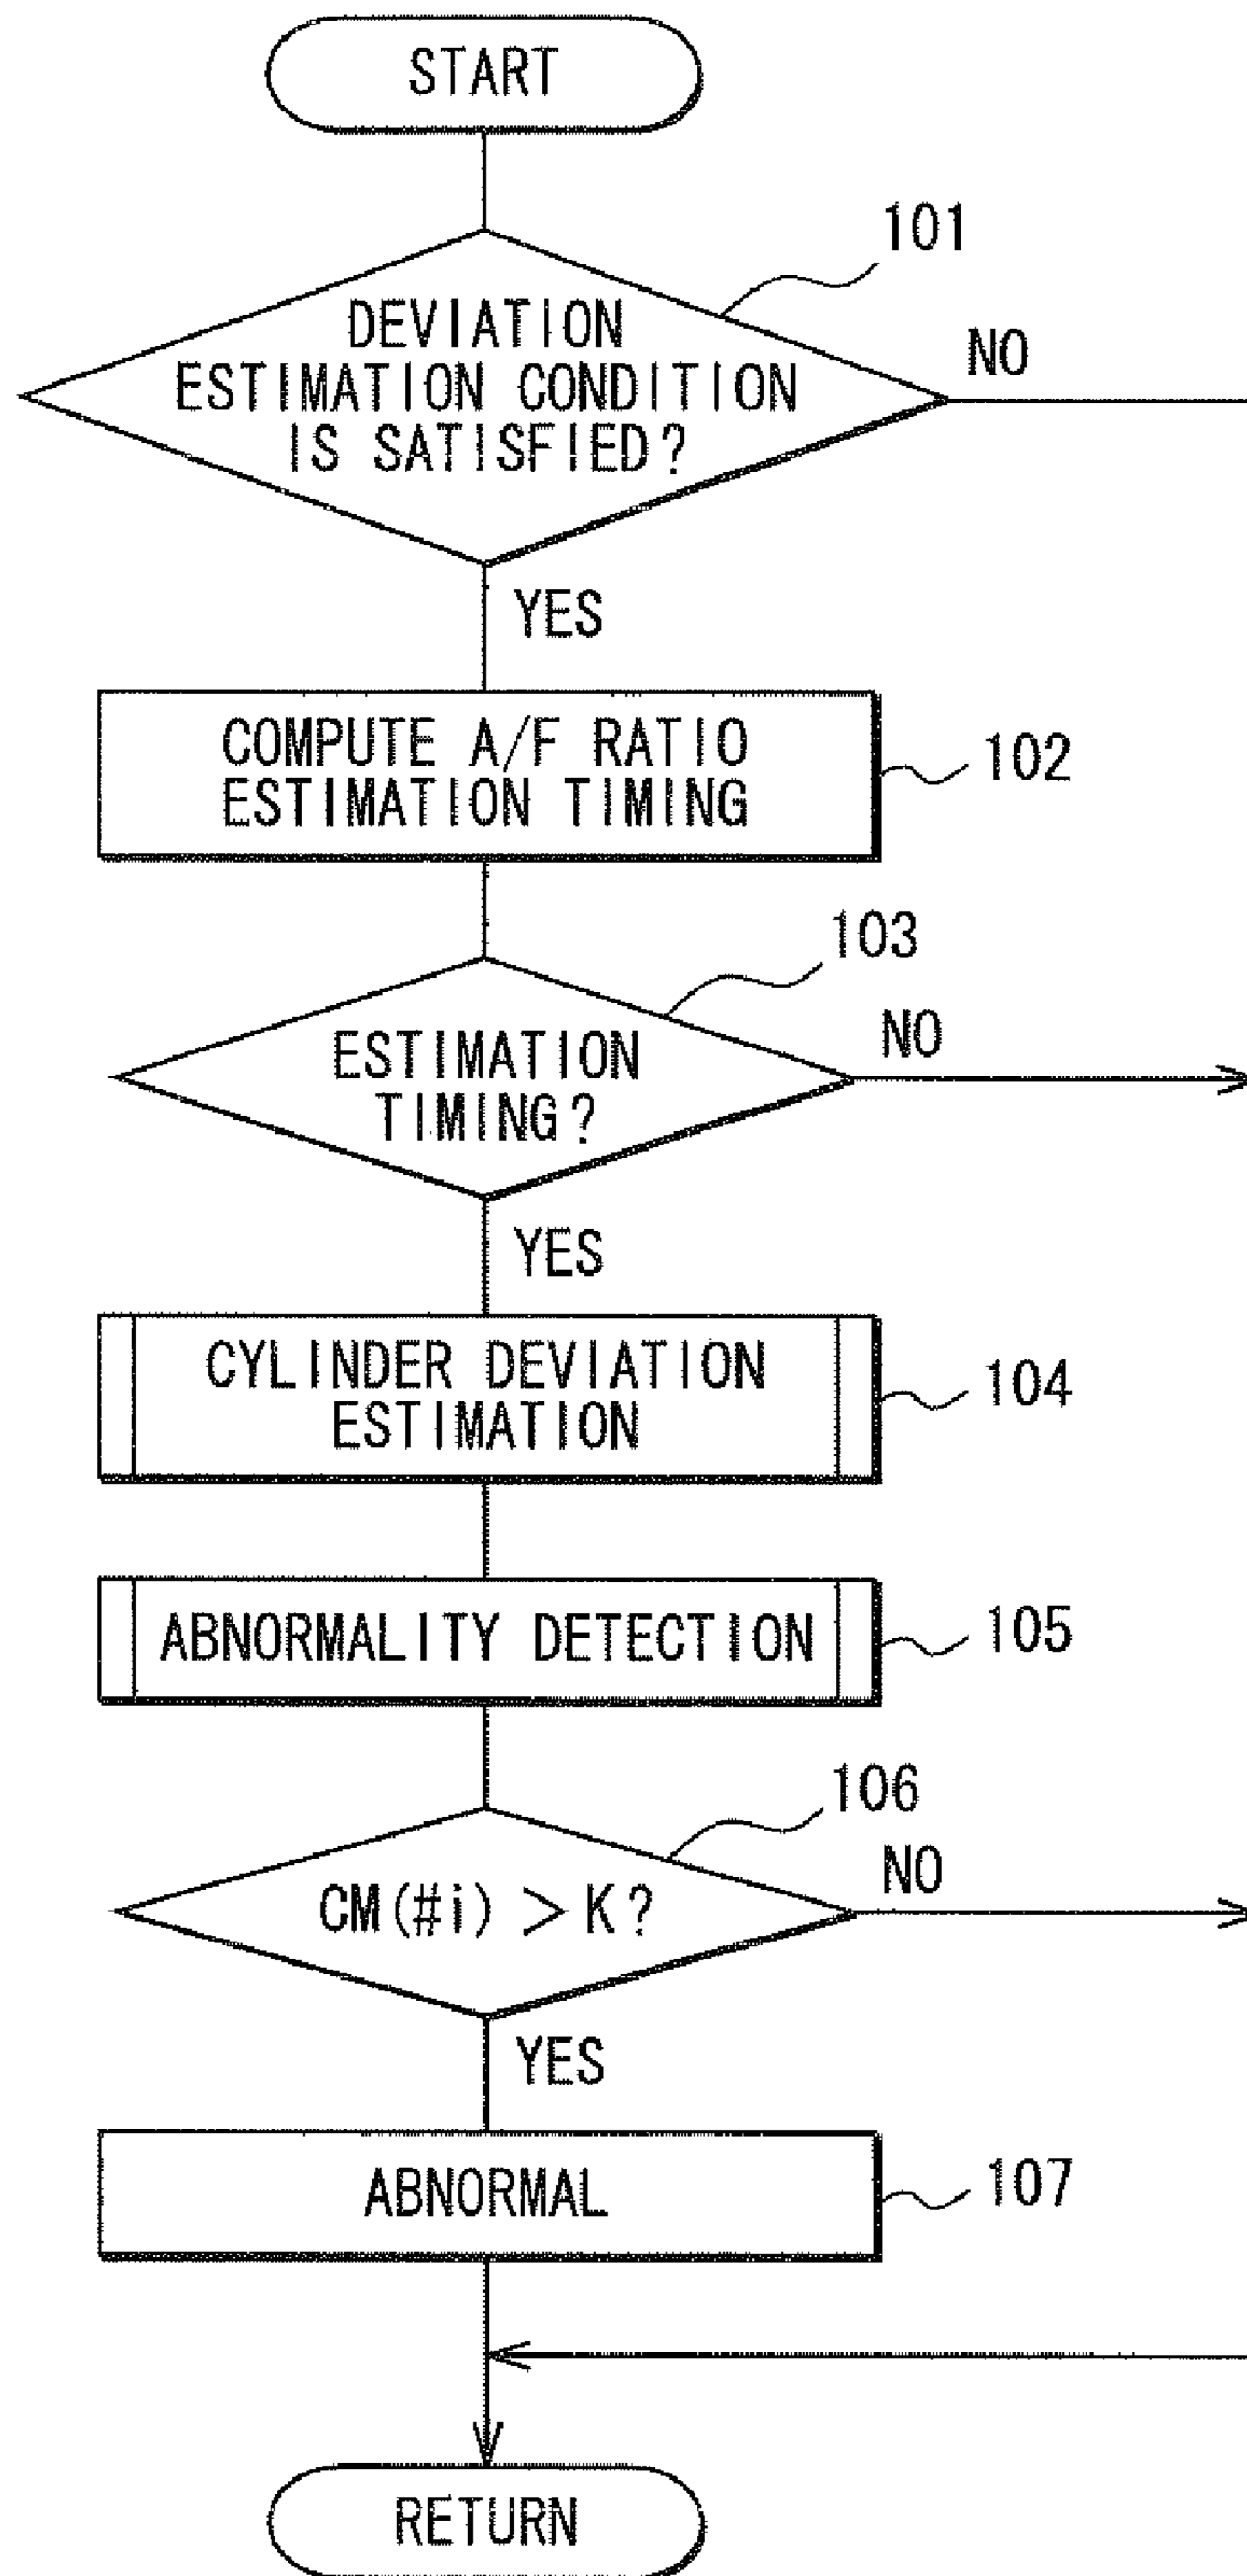 START
101
DEVIATION
ESTIMATION CONDITION
IS SATISFIED?
NO
YES
COMPUTE A/F RATIO
ESTIMATION TIMING
102
103
ESTIMATION
TIMING?
NO
YES
CYLINDER DEVIATION
ESTIMATION
104
ABNORMALITY DETECTION
105
106
CM(#i) > K?
NO
YES
ABNORMAL
107
RETURN